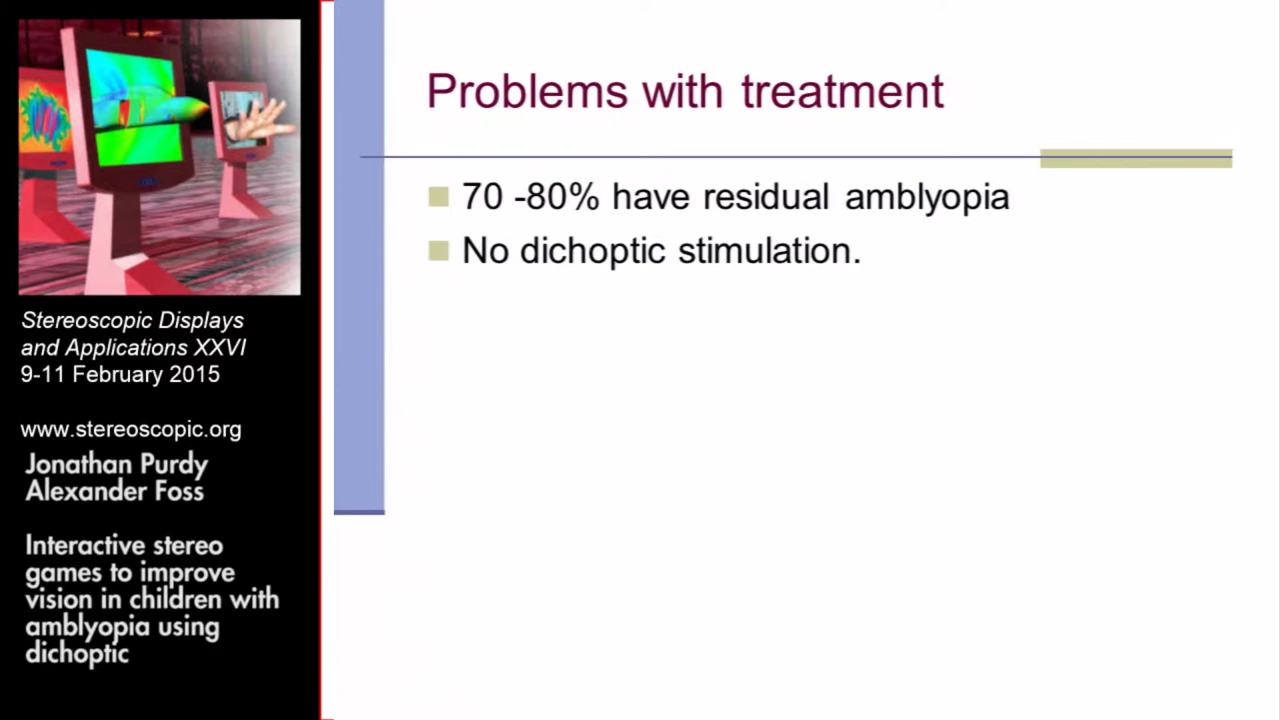 Stereoscopic Displays
and Applications XXVI
9-11 February 2015
www.stereoscopic.org
Jonathan Purdy
Alexander Foss
Interactive stereo
games to improve
vision in children with
amblyopia using
dichoptic
Problems with treatment
70 -80% have residual amblyopia
No dichoptic stimulation.